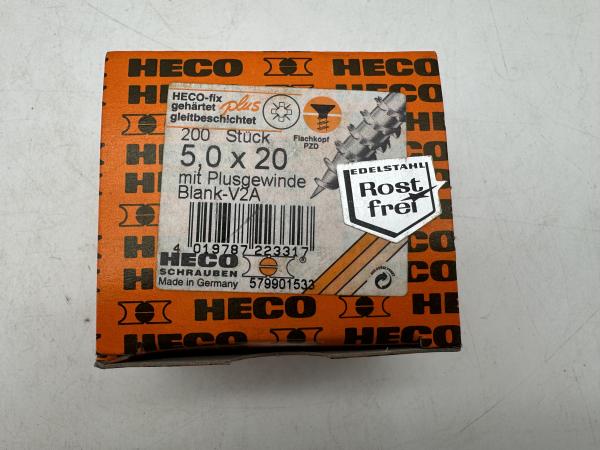 HECO HECO
HECO-fix plus
gehärtet
gleitbeschichtet
200 Stück
Flachkopf
PZD
5,0 x 20
mit Plusgewinde
Blank-V2A
EDELSTAHL
Rost
frei
4 019787 223317
HECO ®
SCHRAUBEN
Made in Germany 579901533
HECO HECO
HECO HECO